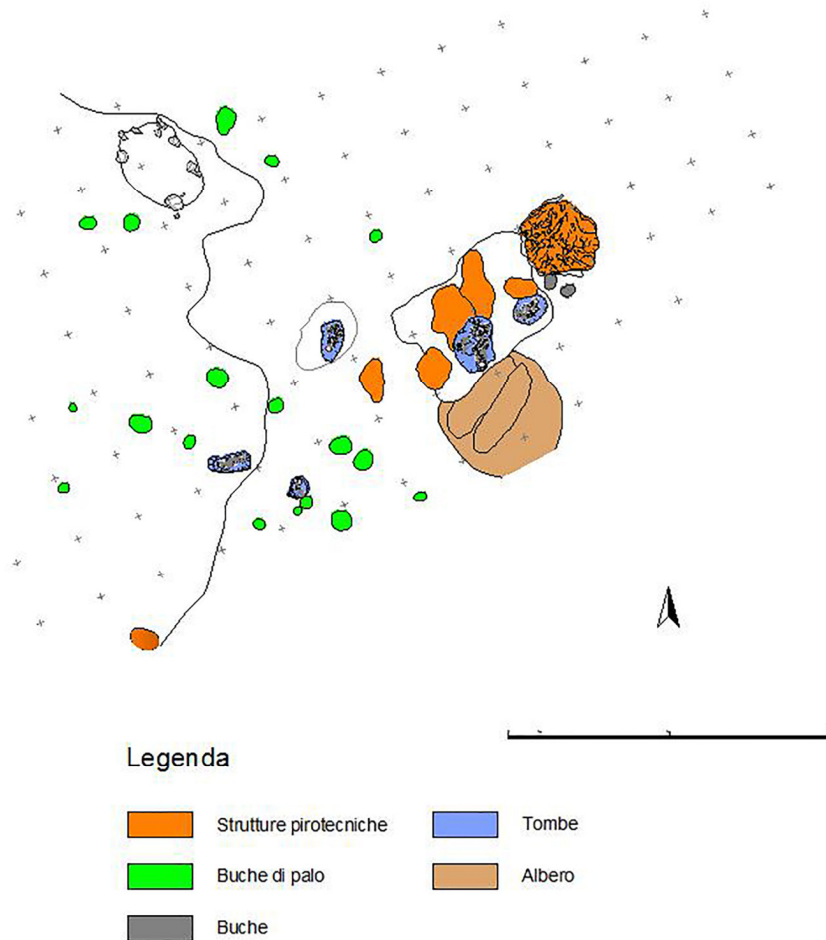 Legenda
Strutture pirotecniche
Tombe
Buche di palo
Albero
Buche